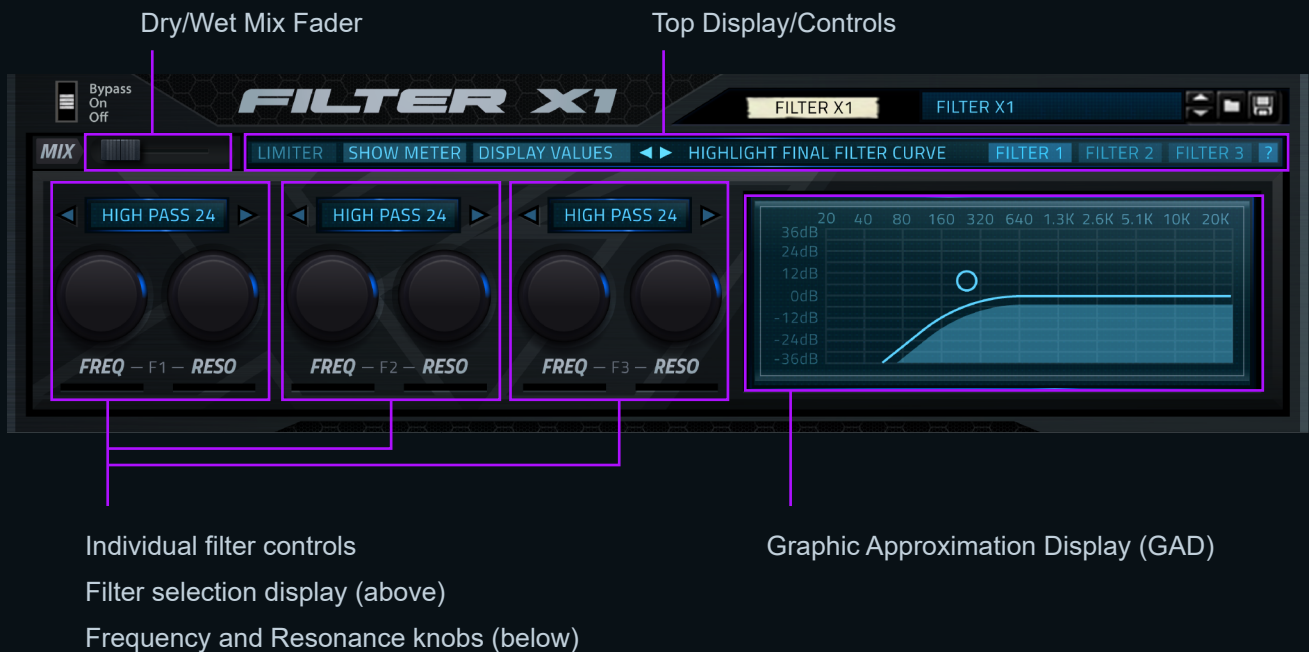 Dry/Wet Mix Fader
Top Display/Controls
Bypass
On
Off
FILTER X1
FILTER X1
FILTER X1
MIX
LIMITER SHOW METER DISPLAY VALUES HIGHLIGHT FINAL FILTER CURVE FILTER 1 FILTER 2 FILTER 3 ?
HIGH PASS 24
HIGH PASS 24
HIGH PASS 24
20 40 80 160 320 640 1.3K 2.6K 5.1K 10K 20K
36dB
24dB
12dB
0dB
-12dB
-24dB
-36dB
FREQ – F1 – RESO
FREQ – F2 – RESO
FREQ – F3 – RESO
Individual filter controls
Filter selection display (above)
Frequency and Resonance knobs (below)
Graphic Approximation Display (GAD)